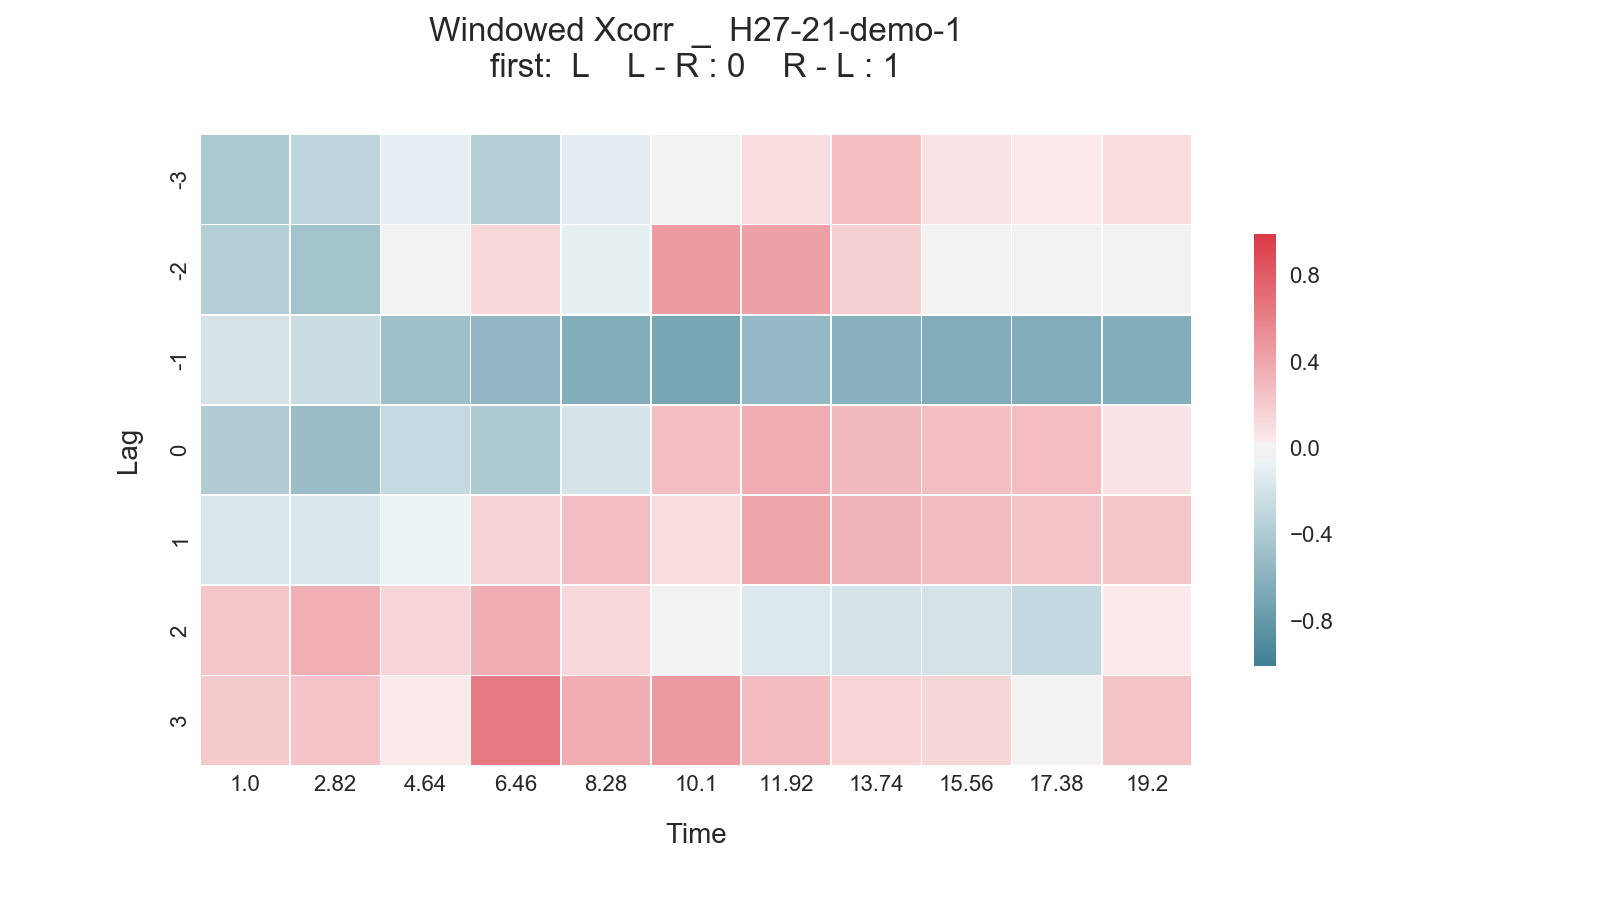 Windowed Xcorr _ H27-21-demo-1
first: L L - R : 0 R - L : 1
-3
-2
-1
0
1
2
3
Lag
1.0 2.82 4.64 6.46 8.28 10.1 11.92 13.74 15.56 17.38 19.2
Time
0.8
0.4
0.0
−0.4
−0.8